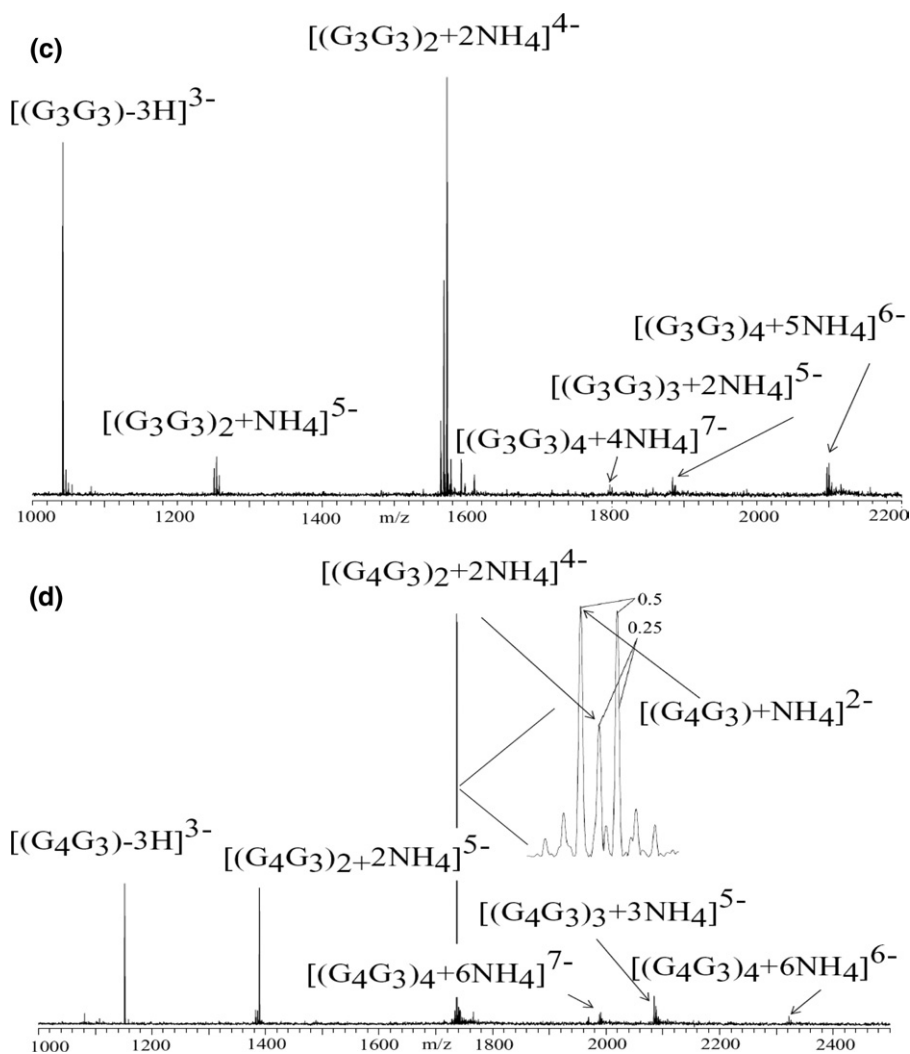 (c)
[(G3G3)2+2NH4]4-
[(G3G3)-3H]3-
[(G3G3)4+5NH4]6-
[(G3G3)3+2NH4]5-
[(G3G3)2+NH4]5-
[(G3G3)4+4NH4]7-
1000 1200 1400 m/z 1600 1800 2000 2200
[(G4G3)2+2NH4]4-
(d)
0.5
0.25
[(G4G3)+NH4]2-
[(G4G3)-3H]3-
[(G4G3)2+2NH4]5-
[(G4G3)3+3NH4]5-
[(G4G3)4+6NH4]7-
[(G4G3)4+6NH4]6-
1000 1200 1400 1600 m/z 1800 2000 2200 2400